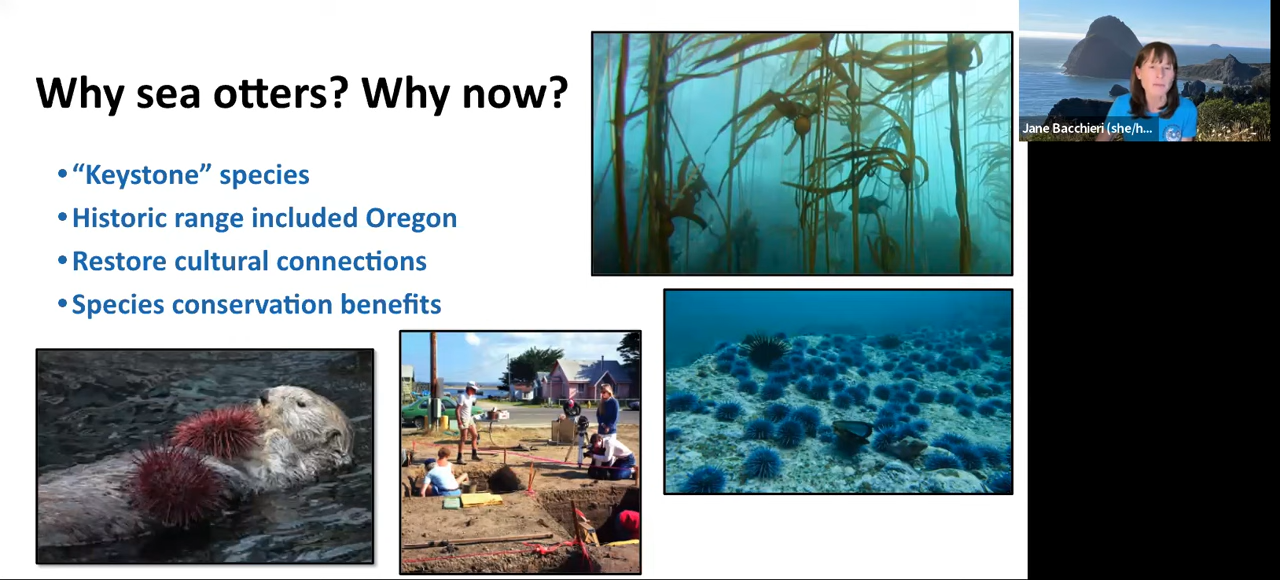 Why sea otters? Why now?
• “Keystone” species
• Historic range included Oregon
• Restore cultural connections
• Species conservation benefits
Jane Bacchieri (she/h...